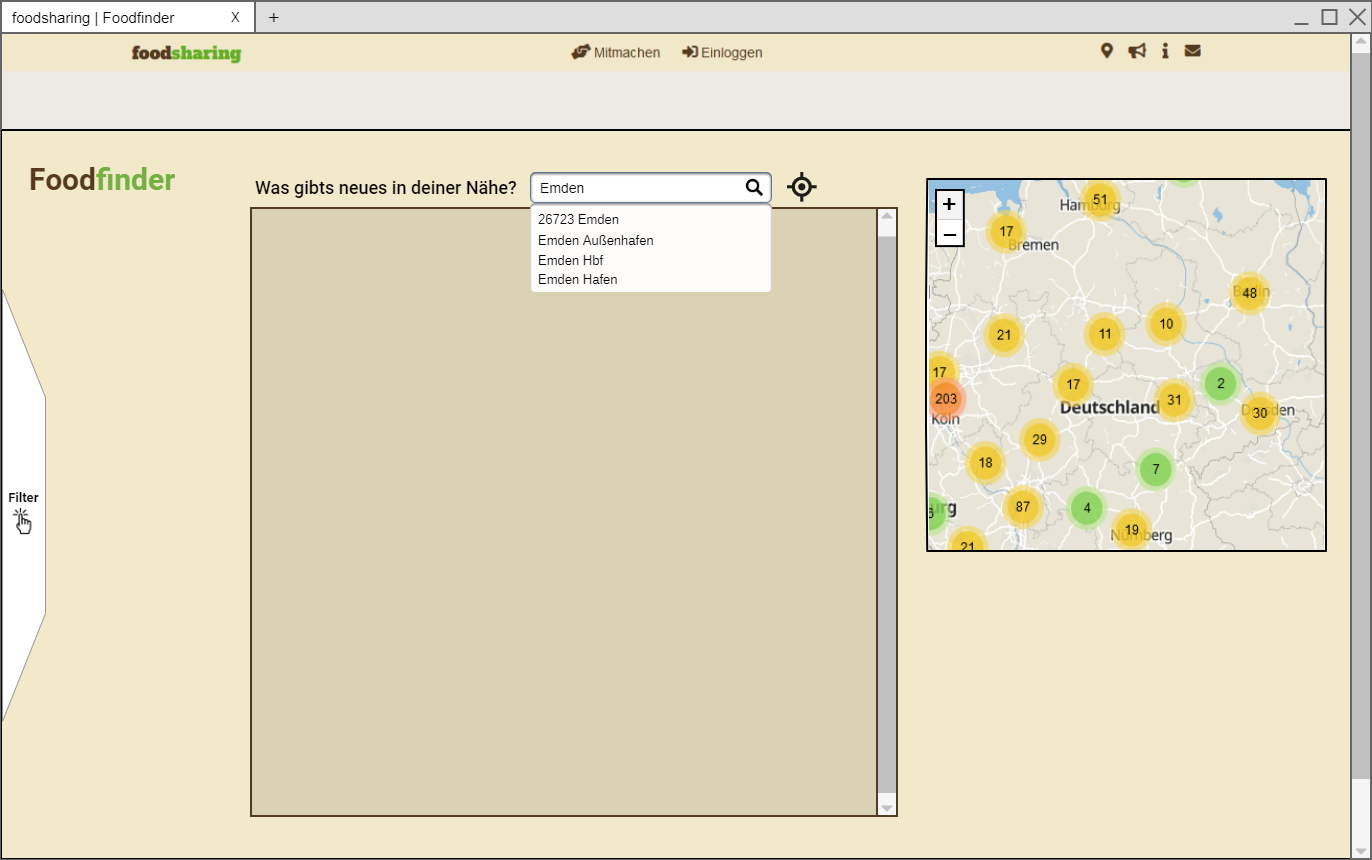 foodsharing | Foodfinder X +
foodsharing
Mitmachen Einloggen
Foodfinder
Was gibts neues in deiner Nähe?
Emden
26723 Emden
Emden Außenhafen
Emden Hbf
Emden Hafen
Filter
+
−
51
Hamburg
17
Bremen
48
10
21
11
17
203
Köln
17
Deutschland
31
2
30
Dresden
29
18
7
87
4
19
Nürnberg
21